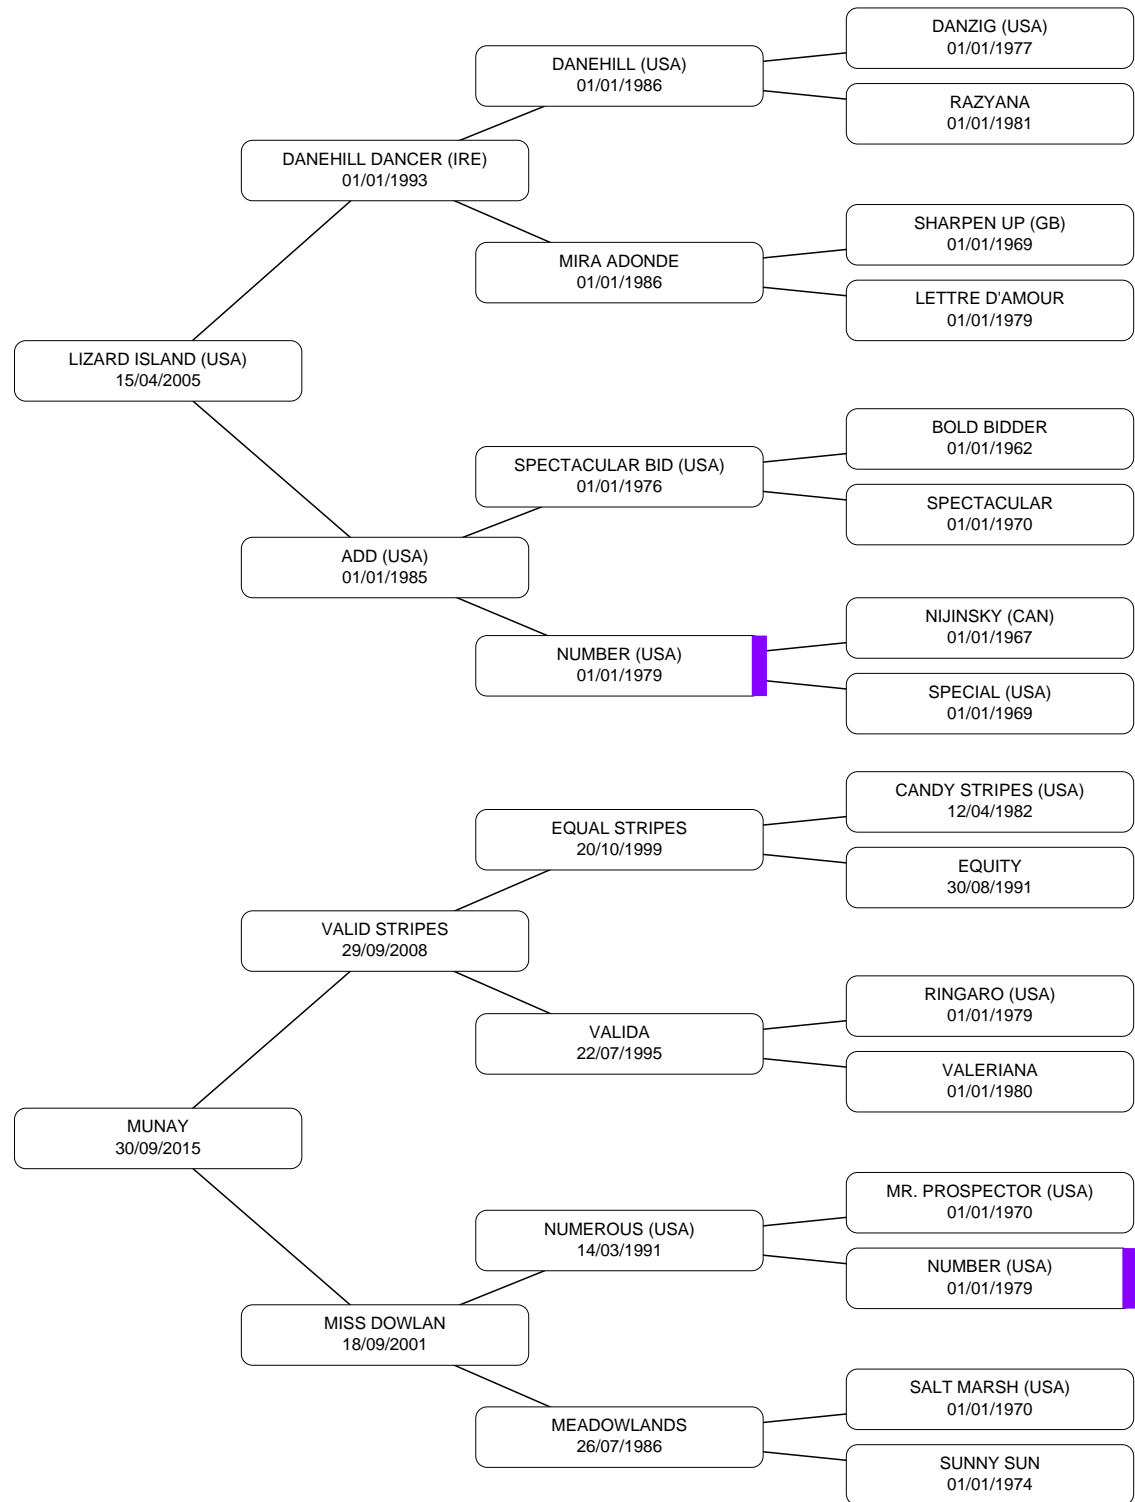 DANZIG (USA)
01/01/1977
DANEHILL (USA)
01/01/1986
RAZYANA
01/01/1981
DANEHILL DANCER (IRE)
01/01/1993
SHARPEN UP (GB)
01/01/1969
MIRA ADONDE
01/01/1986
LETTRE D'AMOUR
01/01/1979
LIZARD ISLAND (USA)
15/04/2005
BOLD BIDDER
01/01/1962
SPECTACULAR BID (USA)
01/01/1976
SPECTACULAR
01/01/1970
ADD (USA)
01/01/1985
NIJINSKY (CAN)
01/01/1967
NUMBER (USA)
01/01/1979
SPECIAL (USA)
01/01/1969
CANDY STRIPES (USA)
12/04/1982
EQUAL STRIPES
20/10/1999
EQUITY
30/08/1991
VALID STRIPES
29/09/2008
RINGARO (USA)
01/01/1979
VALIDA
22/07/1995
VALERIANA
01/01/1980
MUNAY
30/09/2015
MR. PROSPECTOR (USA)
01/01/1970
NUMEROUS (USA)
14/03/1991
NUMBER (USA)
01/01/1979
MISS DOWLAN
18/09/2001
SALT MARSH (USA)
01/01/1970
MEADOWLANDS
26/07/1986
SUNNY SUN
01/01/1974